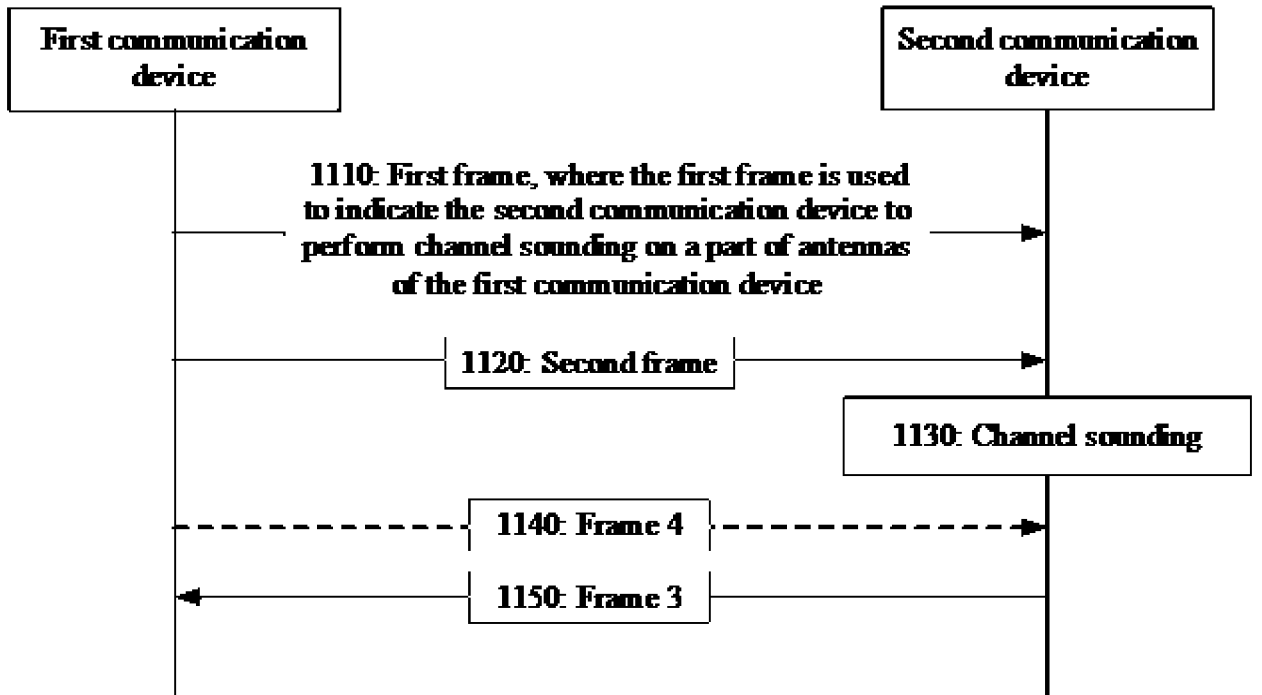 First communication
device
Second communication
device
1110: First frame, where the first frame is used
to indicate the second communication device to
perform channel sounding on a part of antennas
of the first communication device
1120: Second frame
1130: Channel sounding
1140: Frame 4
1150: Frame 3